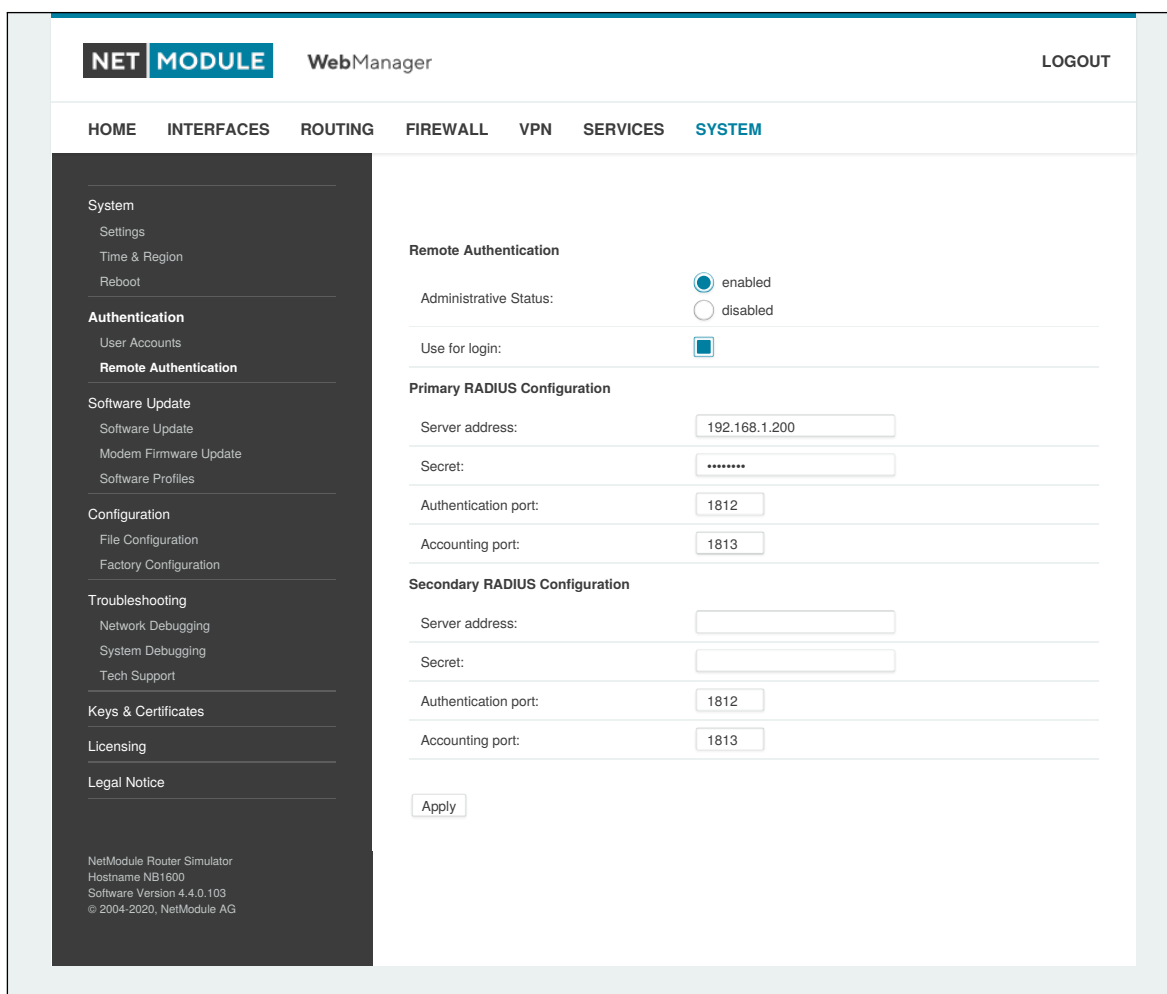 NET MODULE WebManager LOGOUT
HOME INTERFACES ROUTING FIREWALL VPN SERVICES SYSTEM
System
Settings
Time & Region
Reboot
Authentication
User Accounts
Remote Authentication
Software Update
Software Update
Modem Firmware Update
Software Profiles
Configuration
File Configuration
Factory Configuration
Troubleshooting
Network Debugging
System Debugging
Tech Support
Keys & Certificates
Licensing
Legal Notice
NetModule Router Simulator
Hostname NB1600
Software Version 4.4.0.103
© 2004-2020, NetModule AG
Remote Authentication
Administrative Status:
enabled
disabled
Use for login:
Primary RADIUS Configuration
Server address: 192.168.1.200
Secret: ••••••••
Authentication port: 1812
Accounting port: 1813
Secondary RADIUS Configuration
Server address:
Secret:
Authentication port: 1812
Accounting port: 1813
Apply